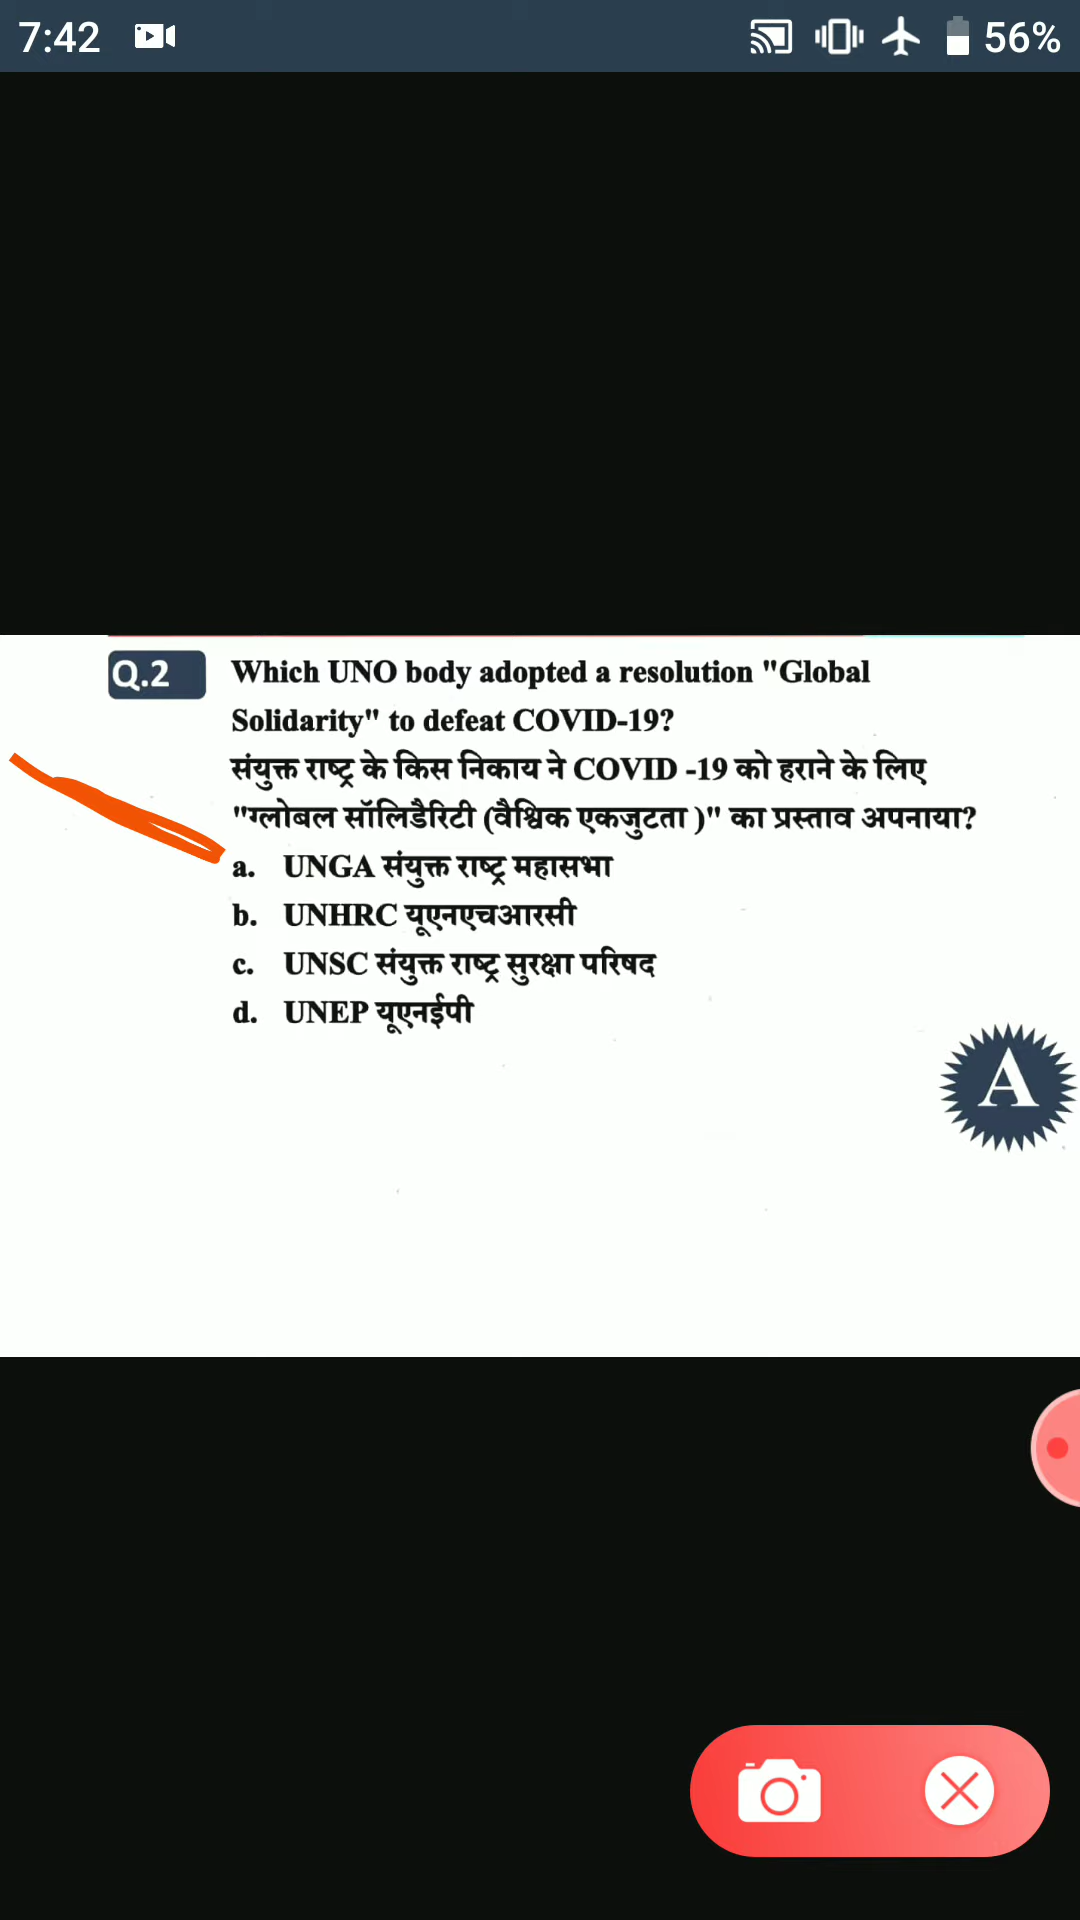 7:42
56%
Q.2 Which UNO body adopted a resolution "Global
Solidarity" to defeat COVID-19?
संयुक्त राष्ट्र के किस निकाय ने COVID -19 को हराने के लिए
"ग्लोबल सॉलिडैरिटी (वैश्विक एकजुटता )" का प्रस्ताव अपनाया?
a. UNGA संयुक्त राष्ट्र महासभा
b. UNHRC यूएनएचआरसी
c. UNSC संयुक्त राष्ट्र सुरक्षा परिषद
d. UNEP यूएनईपी
A